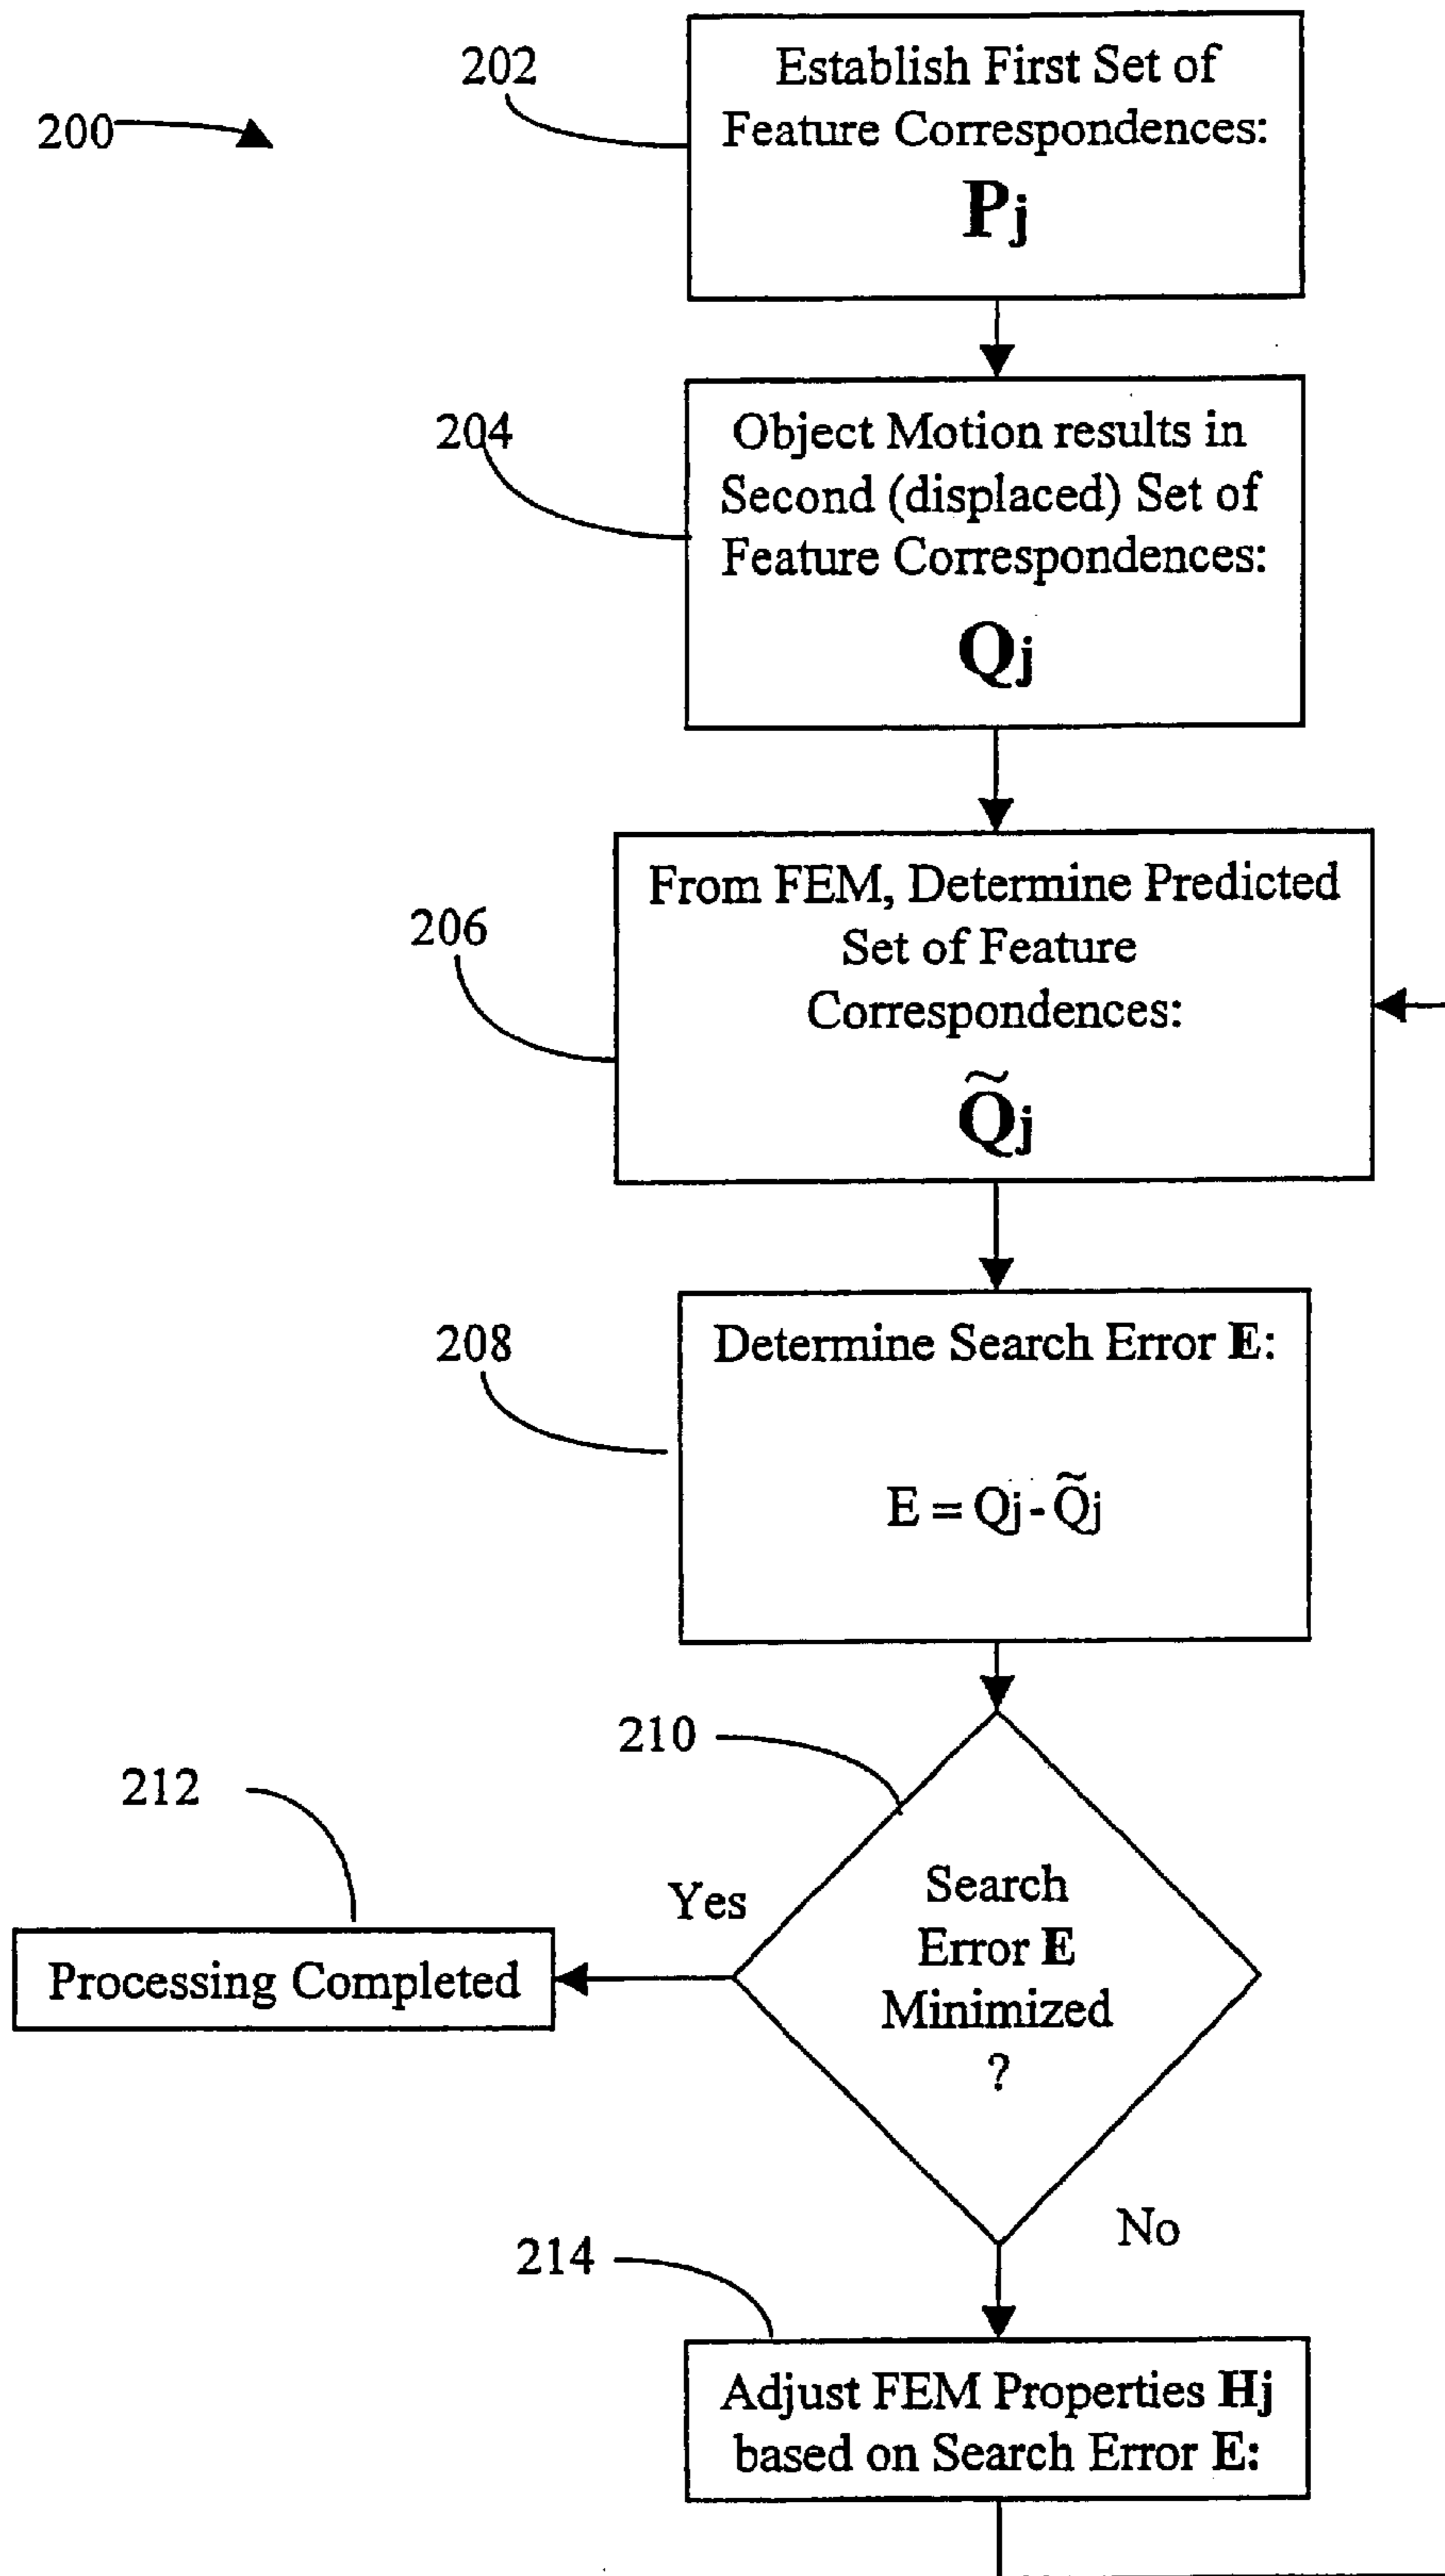 202
200
Establish First Set of
Feature Correspondences:
Pj
204
Object Motion results in
Second (displaced) Set of
Feature Correspondences:
Qj
206
From FEM, Determine Predicted
Set of Feature
Correspondences:
Q̃j
208
Determine Search Error E:
E = Qj - Q̃j
210
212
Yes
Search
Error E
Minimized
?
Processing Completed
No
214
Adjust FEM Properties Hj
based on Search Error E: